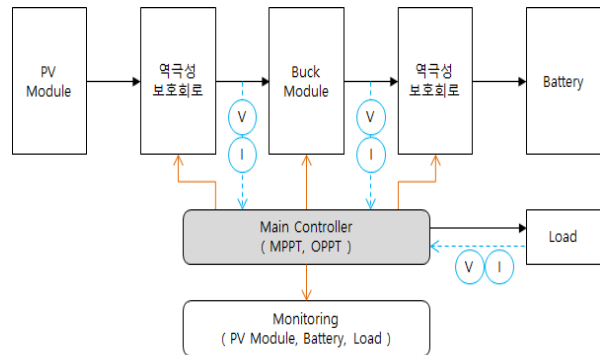 PV
Module
역극성
보호회로
Buck
Module
역극성
보호회로
Battery
V
I
V
I
Main Controller
( MPPT, OPPT )
Load
V
I
Monitoring
( PV Module, Battery, Load )